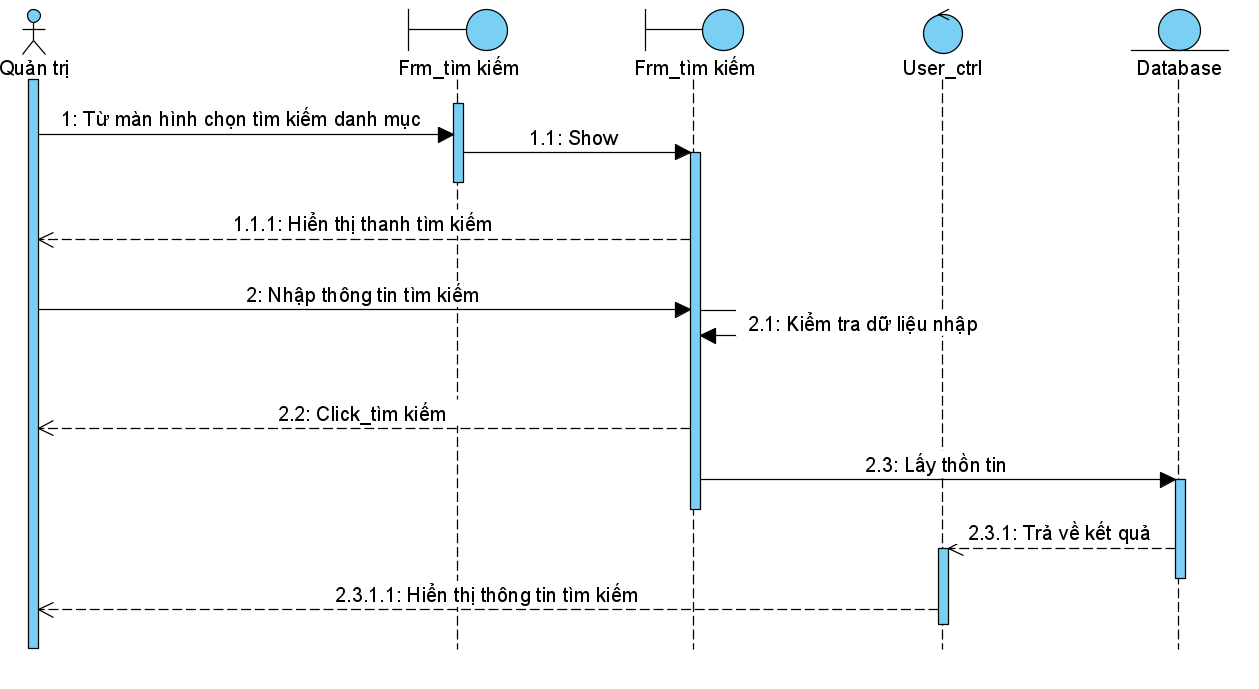 Quản trị
Frm_tìm kiếm
Frm_tìm kiếm
User_ctrl
Database
1: Từ màn hình chọn tìm kiếm danh mục
1.1: Show
1.1.1: Hiển thị thanh tìm kiếm
2: Nhập thông tin tìm kiếm
2.1: Kiểm tra dữ liệu nhập
2.2: Click_tìm kiếm
2.3: Lấy thồn tin
2.3.1: Trả về kết quả
2.3.1.1: Hiển thị thông tin tìm kiếm